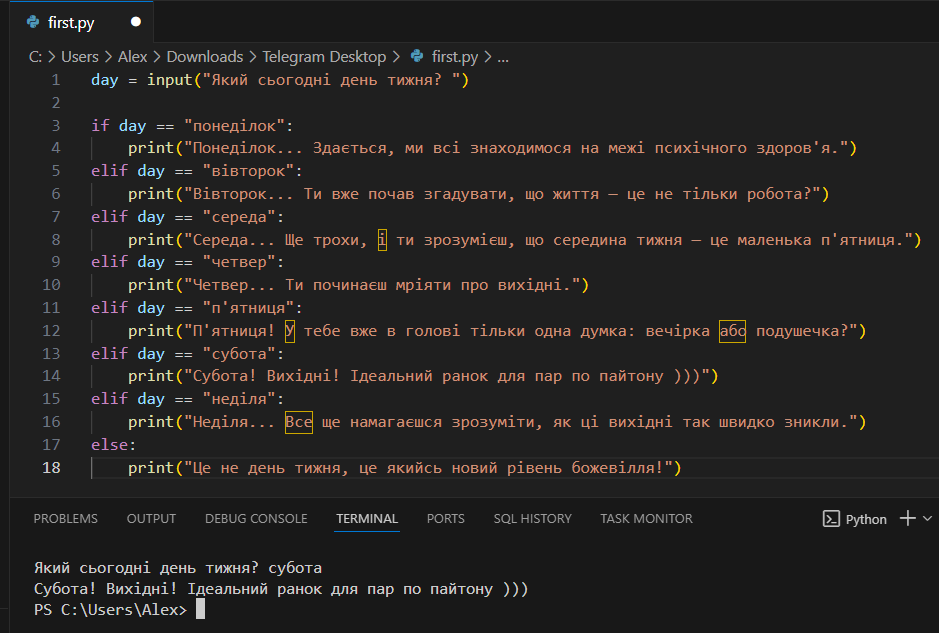 first.py
C: > Users > Alex > Downloads > Telegram Desktop > first.py > ...
1 day = input("Який сьогодні день тижня? ")
2
3 if day == "понеділок":
4     print("Понеділок... Здається, ми всі знаходимося на межі психічного здоров'я.")
5 elif day == "вівторок":
6     print("Вівторок... Ти вже почав згадувати, що життя — це не тільки робота?")
7 elif day == "середа":
8     print("Середа... Ще трохи, і ти зрозумієш, що середина тижня — це маленька п'ятниця.")
9 elif day == "четвер":
10     print("Четвер... Ти починаєш мріяти про вихідні.")
11 elif day == "п'ятниця":
12     print("П'ятниця! У тебе вже в голові тільки одна думка: вечірка або подушечка?")
13 elif day == "субота":
14     print("Субота! Вихідні! Ідеальний ранок для пар по пайтону )))")
15 elif day == "неділя":
16     print("Неділя... Все ще намагаєшся зрозуміти, як ці вихідні так швидко зникли.")
17 else:
18     print("Це не день тижня, це якийсь новий рівень божевілля!")
PROBLEMS OUTPUT DEBUG CONSOLE TERMINAL PORTS SQL HISTORY TASK MONITOR Python
Який сьогодні день тижня? субота
Субота! Вихідні! Ідеальний ранок для пар по пайтону )))
PS C:\Users\Alex>